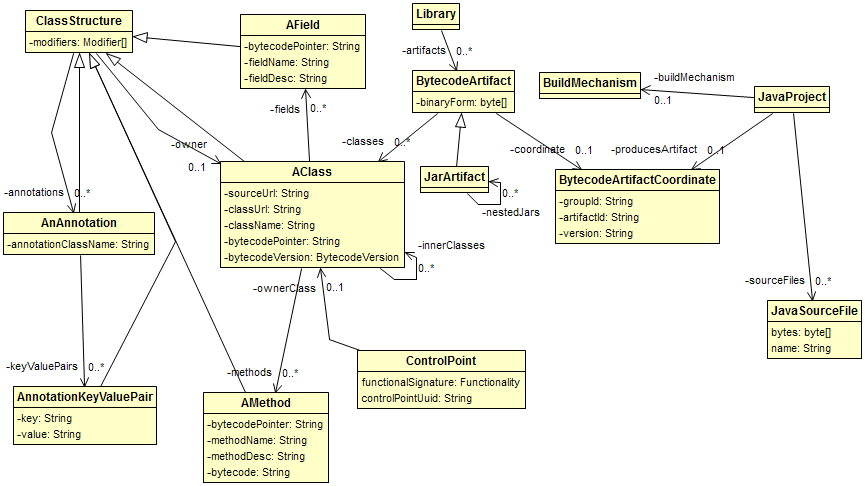 ClassStructure
-modifiers: Modifier[]
AField
-bytecodePointer: String
-fieldName: String
-fieldDesc: String
Library
-artifacts
0..*
BytecodeArtifact
-binaryForm: byte[]
BuildMechanism
-buildMechanism
0..1
JavaProject
-fields
0..*
-owner
0..1
-classes
0..*
-coordinate
0..1
-producesArtifact
0..1
AClass
-sourceUrl: String
-classUrl: String
-className: String
-bytecodePointer: String
-bytecodeVersion: BytecodeVersion
JarArtifact
0..*
-nestedJars
BytecodeArtifactCoordinate
-groupId: String
-artifactId: String
-version: String
-annotations
0..*
AnAnnotation
-annotationClassName: String
-innerClasses
0..*
-ownerClass
0..1
-sourceFiles
0..*
JavaSourceFile
bytes: byte[]
name: String
-keyValuePairs
0..*
-methods
0..*
ControlPoint
functionalSignature: Functionality
controlPointUuid: String
AnnotationKeyValuePair
-key: String
-value: String
AMethod
-bytecodePointer: String
-methodName: String
-methodDesc: String
-bytecode: String